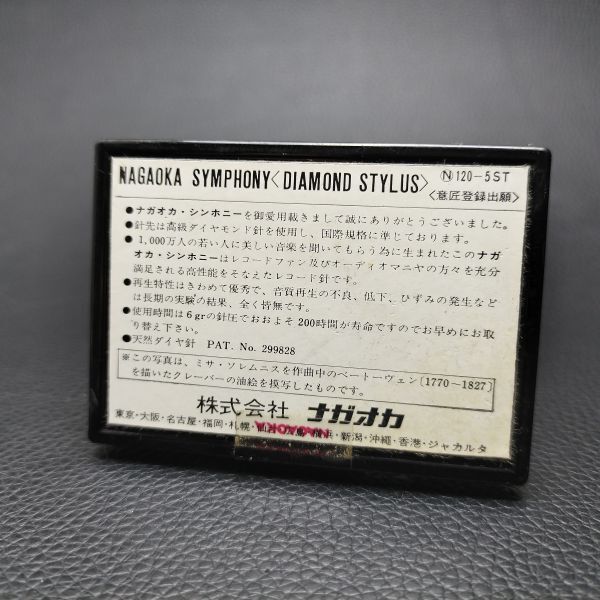 NAGAOKA SYMPHONY〈DIAMOND STYLUS〉 Ⓝ120-5ST
〈意匠登録出願〉
●ナガオカ・シンホニーを御愛用戴きまして誠にありがとうございました。
●針先は高級ダイヤモンド針を使用し、国際規格に準じております。
●1,000万人の若い人に美しい音楽を聞いてもらう為に生まれたこのナガ
オカ・シンホニーはレコードファン及びオーディオマニヤの方々を充分
満足される高性能をそなえたレコード針です。
●再生特性はきわめて優秀で、音質再生の不良、低下、ひずみの発生など
は長期の実験の結果、全く皆無です。
●使用時間は6grの針圧でおおよそ200時間が寿命ですのでお早めにお取
り替え下さい。
●天然ダイヤ針 PAT. No. 299828
※この写真は、ミサ・ソレムニスを作曲中のベートーヴェン〔1770〜1827〕
を描いたクレーバーの油絵を摸写したものです。
株式会社 ナガオカ
東京・大阪・名古屋・福岡・札幌・横浜・新潟・沖縄・香港・ジャカルタ